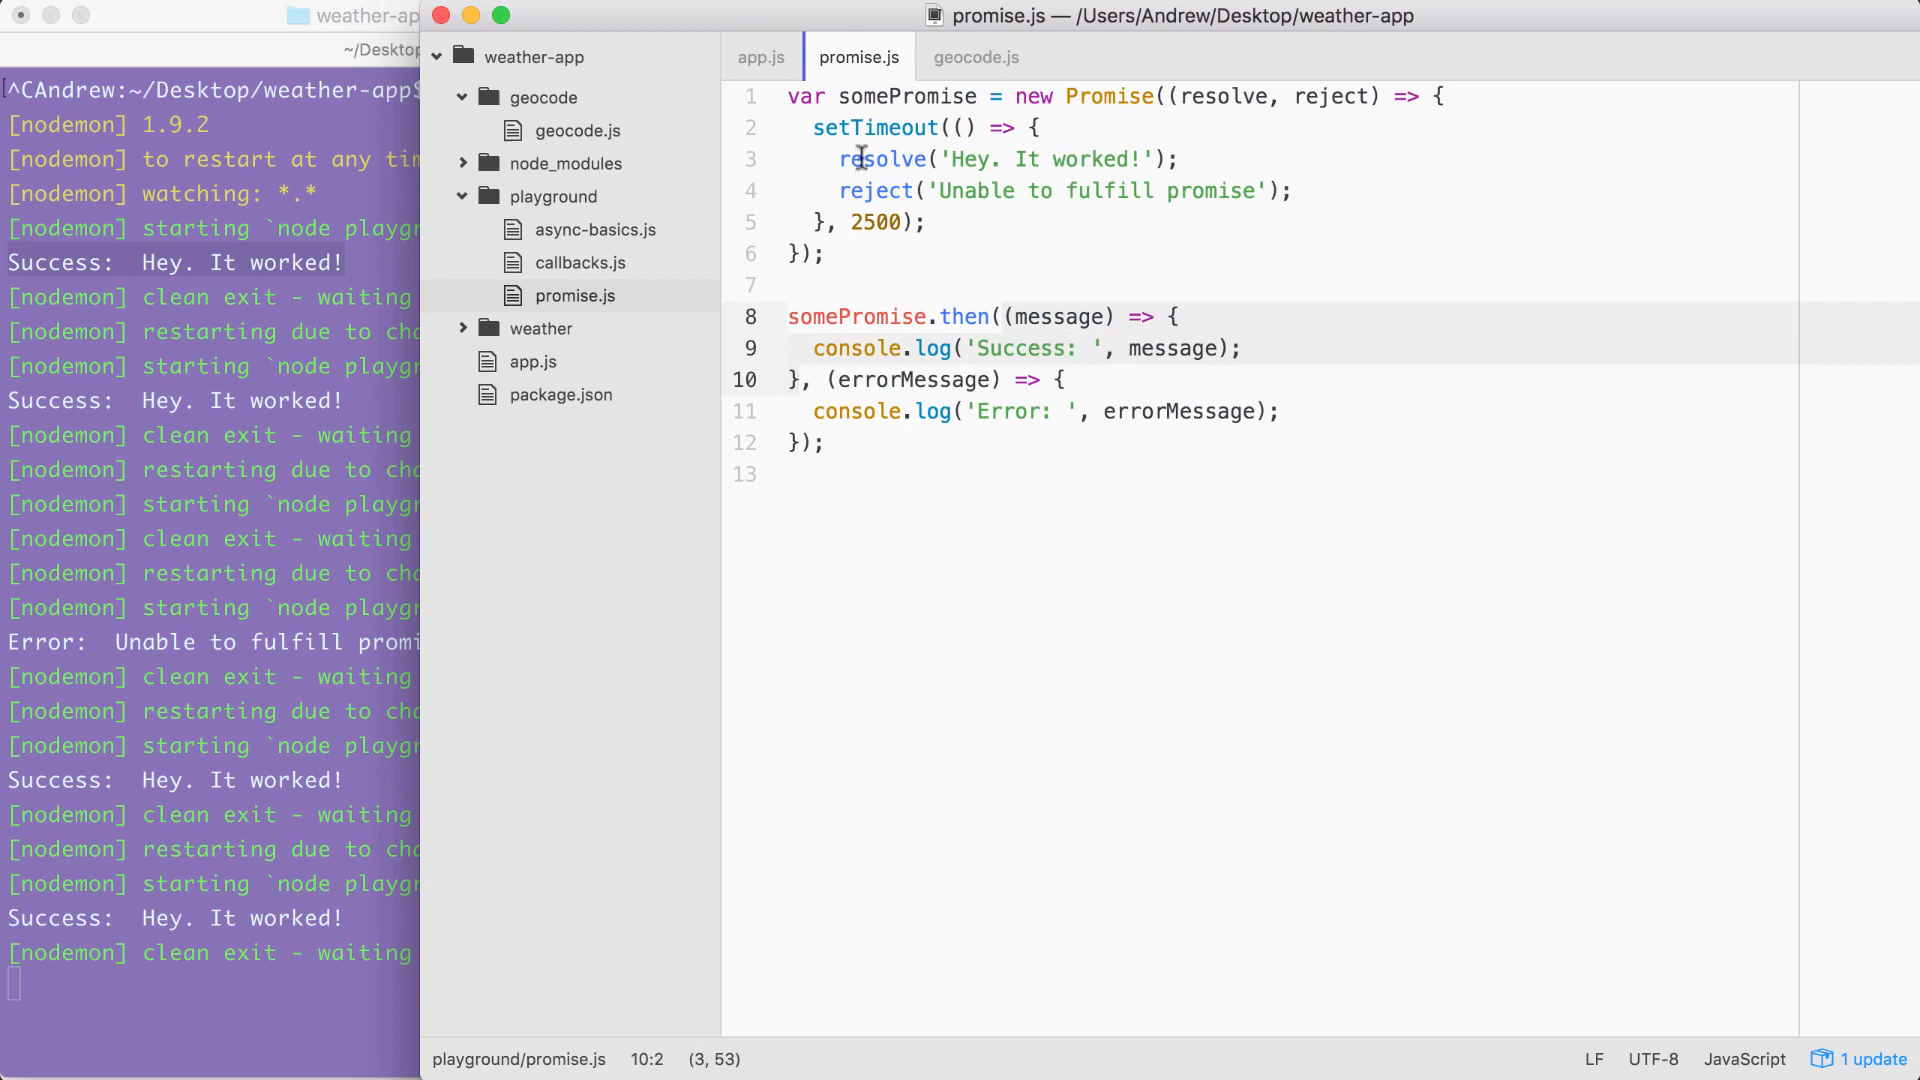 weather-ap
~/Desktop
^CAndrew:~/Desktop/weather-app$
[nodemon] 1.9.2
[nodemon] to restart at any tim
[nodemon] watching: *.*
[nodemon] starting `node playgr
Success:  Hey. It worked!
[nodemon] clean exit - waiting
[nodemon] restarting due to cha
[nodemon] starting `node playgr
Success:  Hey. It worked!
[nodemon] clean exit - waiting
[nodemon] restarting due to cha
[nodemon] starting `node playgr
[nodemon] clean exit - waiting
[nodemon] restarting due to cha
[nodemon] starting `node playgr
Error:  Unable to fulfill promi
[nodemon] clean exit - waiting
[nodemon] restarting due to cha
[nodemon] starting `node playgr
Success:  Hey. It worked!
[nodemon] clean exit - waiting
[nodemon] restarting due to cha
[nodemon] starting `node playgr
Success:  Hey. It worked!
[nodemon] clean exit - waiting
promise.js — /Users/Andrew/Desktop/weather-app
weather-app
geocode
geocode.js
node_modules
playground
async-basics.js
callbacks.js
promise.js
weather
app.js
package.json
app.js promise.js geocode.js
1 var somePromise = new Promise((resolve, reject) => {
2   setTimeout(() => {
3     resolve('Hey. It worked!');
4     reject('Unable to fulfill promise');
5   }, 2500);
6 });
7
8 somePromise.then((message) => {
9   console.log('Success: ', message);
10 }, (errorMessage) => {
11   console.log('Error: ', errorMessage);
12 });
13
playground/promise.js 10:2 (3, 53) LF UTF-8 JavaScript 1 update